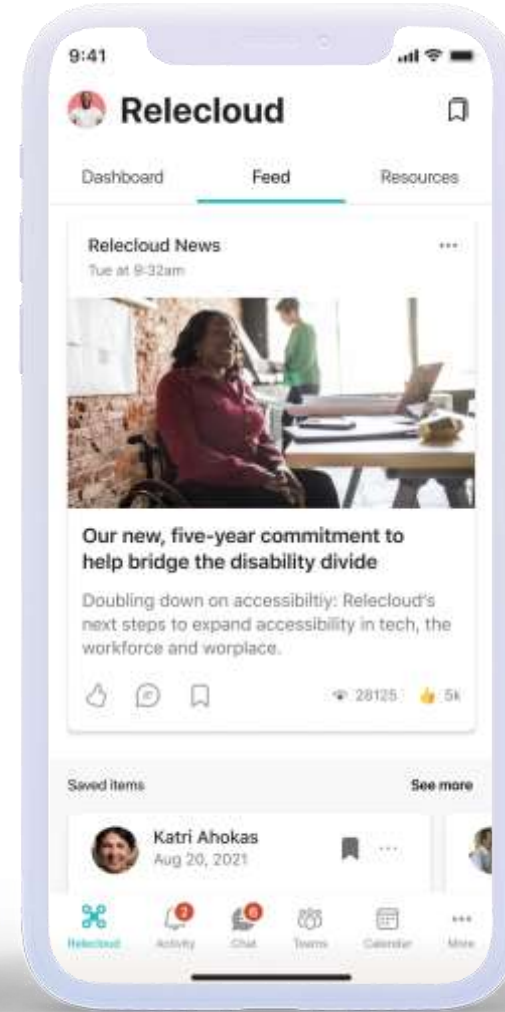 9:41
Relecloud
Dashboard Feed Resources
Relecloud News
Tue at 9:32am
Our new, five-year commitment to
help bridge the disability divide
Doubling down on accessibiltiy: Relecloud's
next steps to expand accessibility in tech, the
workforce and worplace.
28125 5k
Saved items See more
Katri Ahokas
Aug 20, 2021
2 6
Relecloud Activity Chat Teams Calendar More